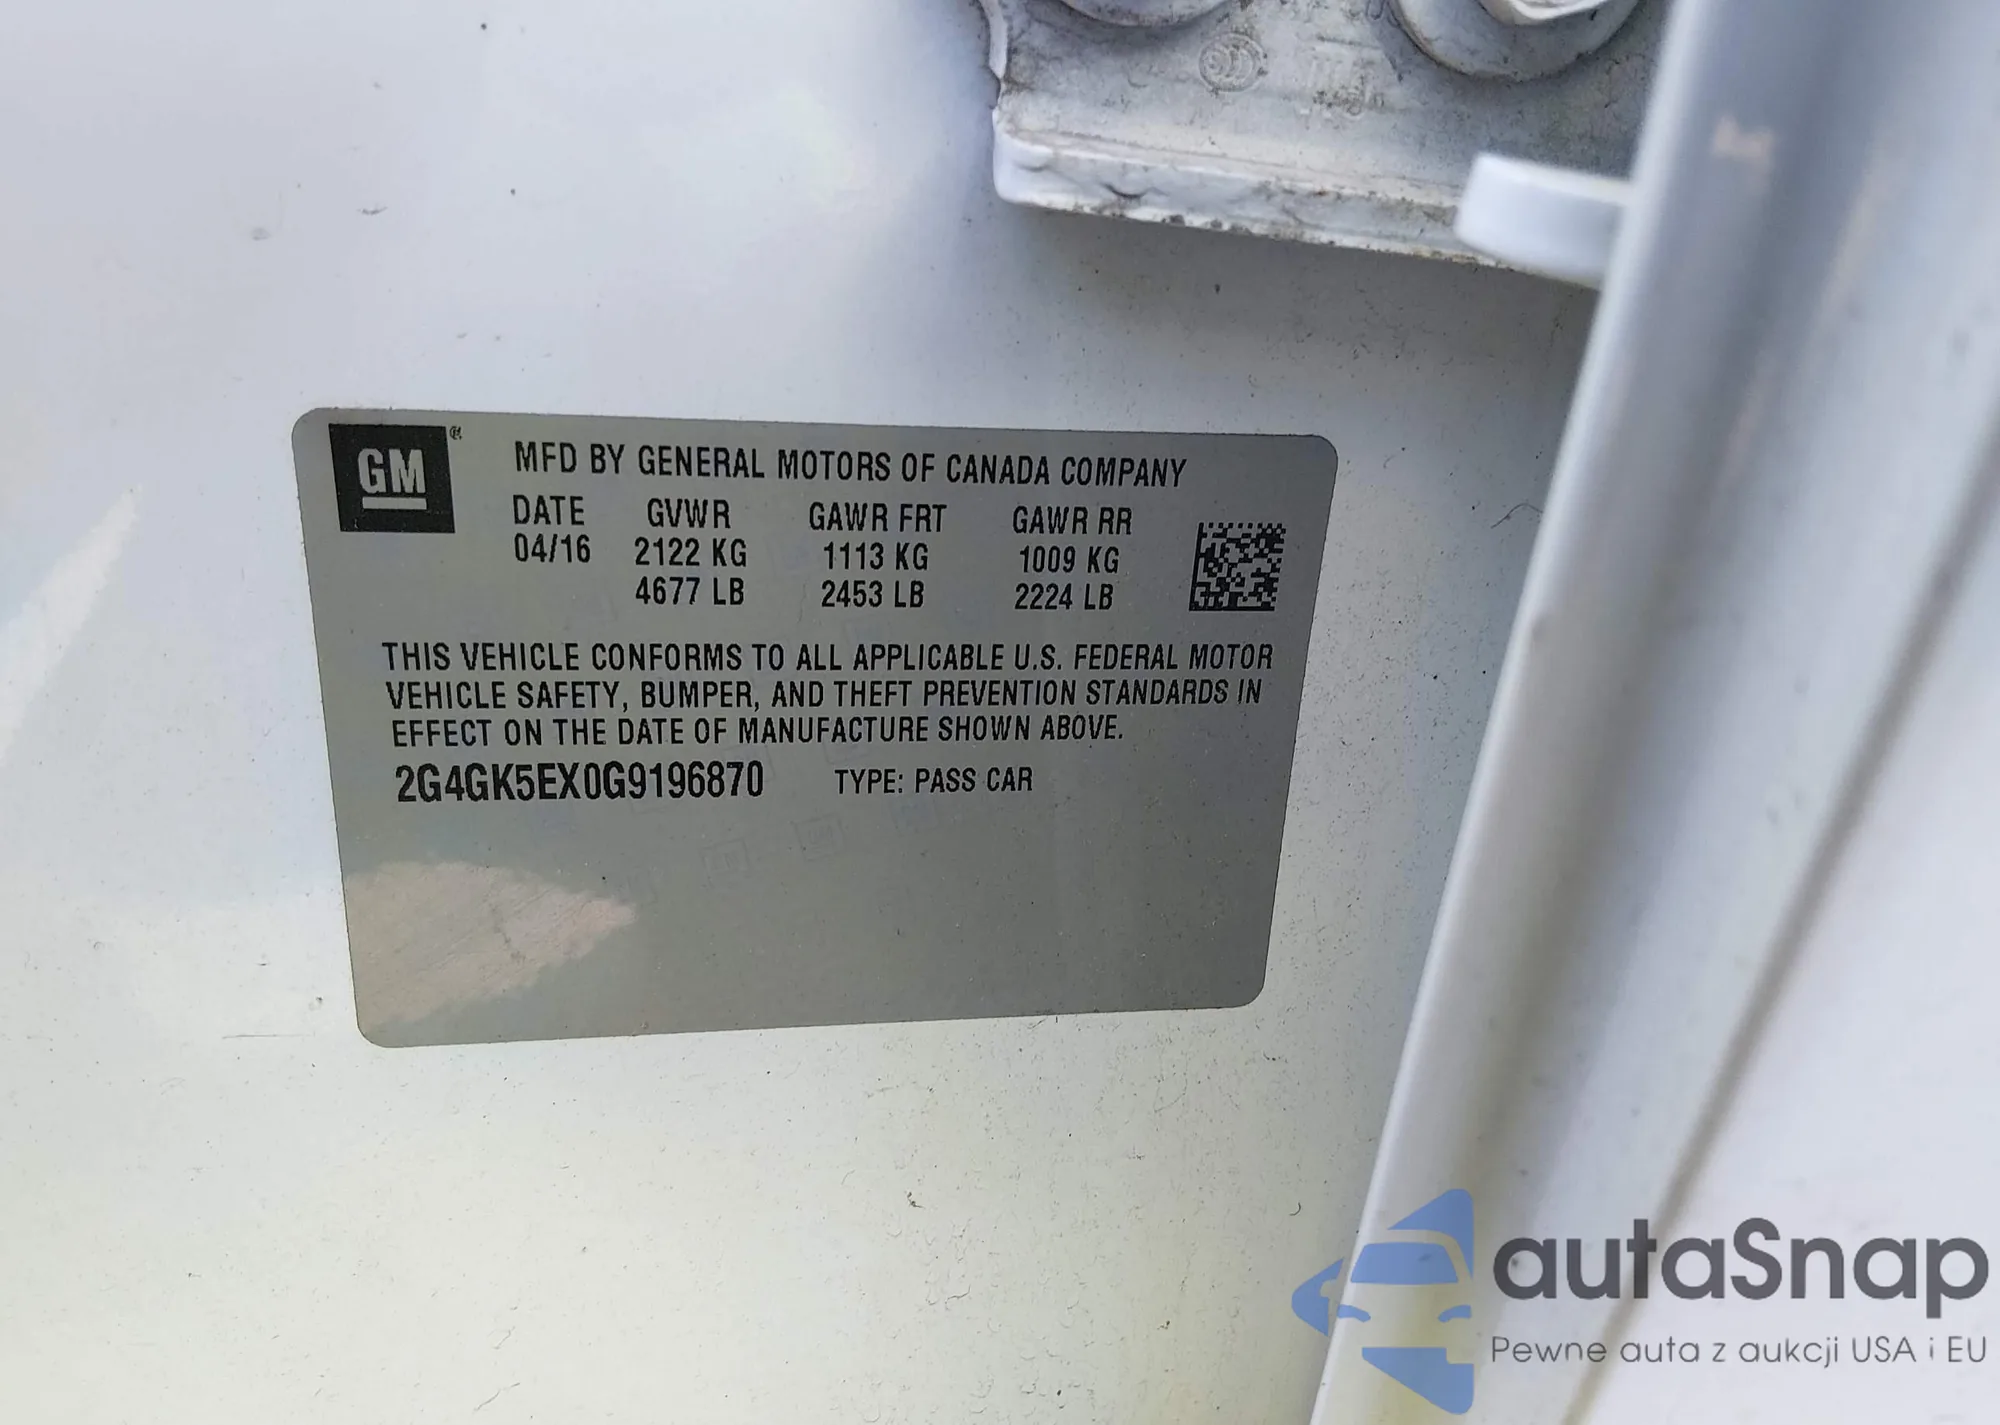 GM
MFD BY GENERAL MOTORS OF CANADA COMPANY
DATE GVWR GAWR FRT GAWR RR
04/16 2122 KG 1113 KG 1009 KG
4677 LB 2453 LB 2224 LB
THIS VEHICLE CONFORMS TO ALL APPLICABLE U.S. FEDERAL MOTOR
VEHICLE SAFETY, BUMPER, AND THEFT PREVENTION STANDARDS IN
EFFECT ON THE DATE OF MANUFACTURE SHOWN ABOVE.
2G4GK5EX0G9196870 TYPE: PASS CAR
autaSnap
Pewne auta z aukcji USA i EU